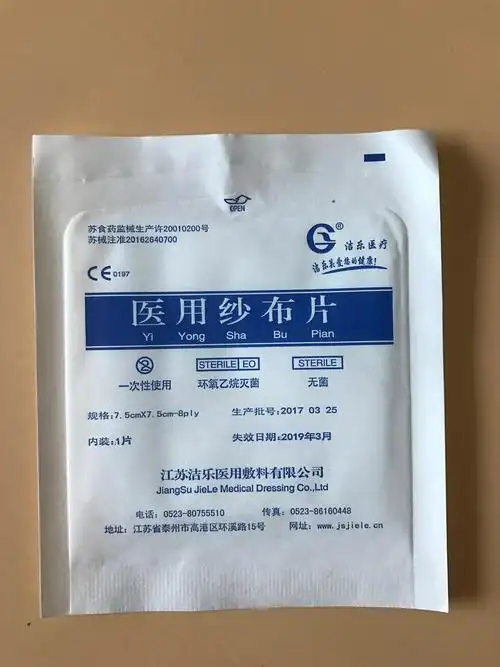 OPEN
苏食药监械生产许20010200号
苏械注准20162640700
® 洁乐医疗
洁乐关爱您的健康!
CE 0197
医用纱布片
Yi Yong Sha Bu Pian
2 STERILE EO STERILE
一次性使用 环氧乙烷灭菌 无菌
规格:7.5cmX7.5cm-8ply 生产批号:2017 03 25
内装:1片 失效日期:2019年3月
江苏洁乐医用敷料有限公司
JiangSu JieLe Medical Dressing Co.,Ltd
电话: 0523-80755510 传真: 0523-86160448
地址: 江苏省泰州市高港区环溪路15号 网址: www.jsjiele.cn